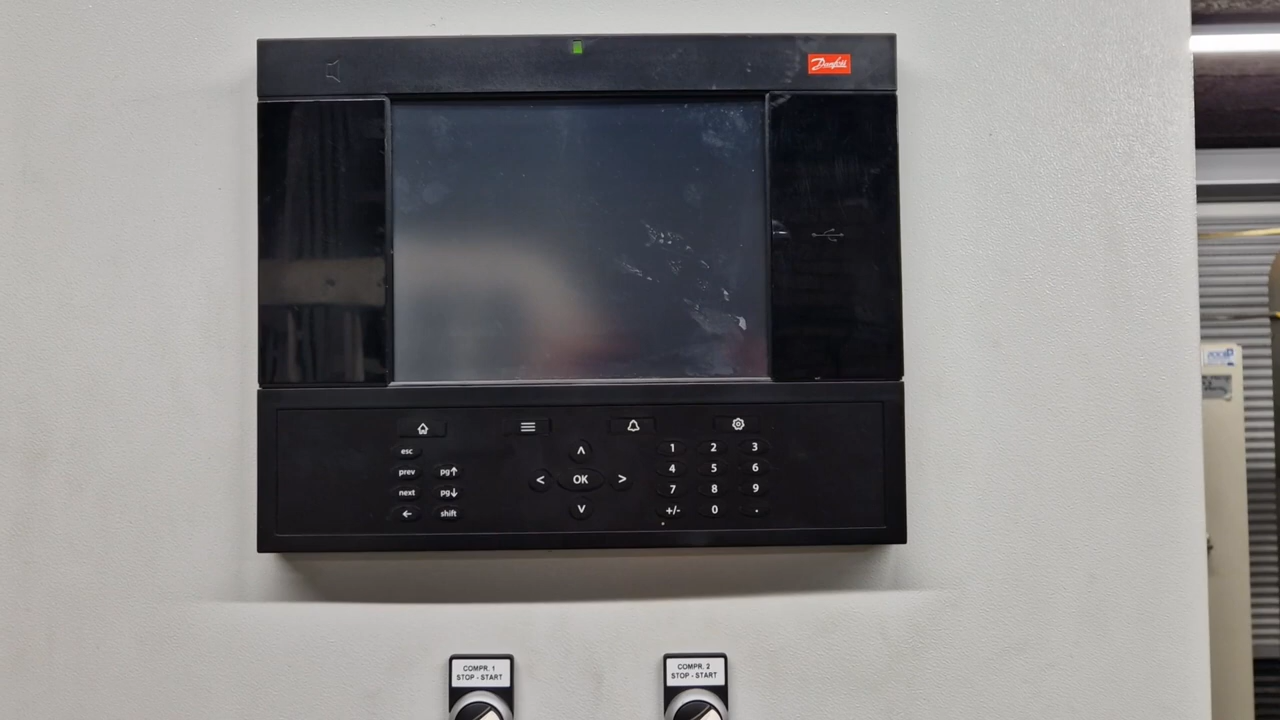 Danfoss
esc
prev pg↑
next pg↓
← shift
< OK >
1 2 3
4 5 6
7 8 9
+/- 0 .
COMPR. 1
STOP - START
COMPR. 2
STOP - START